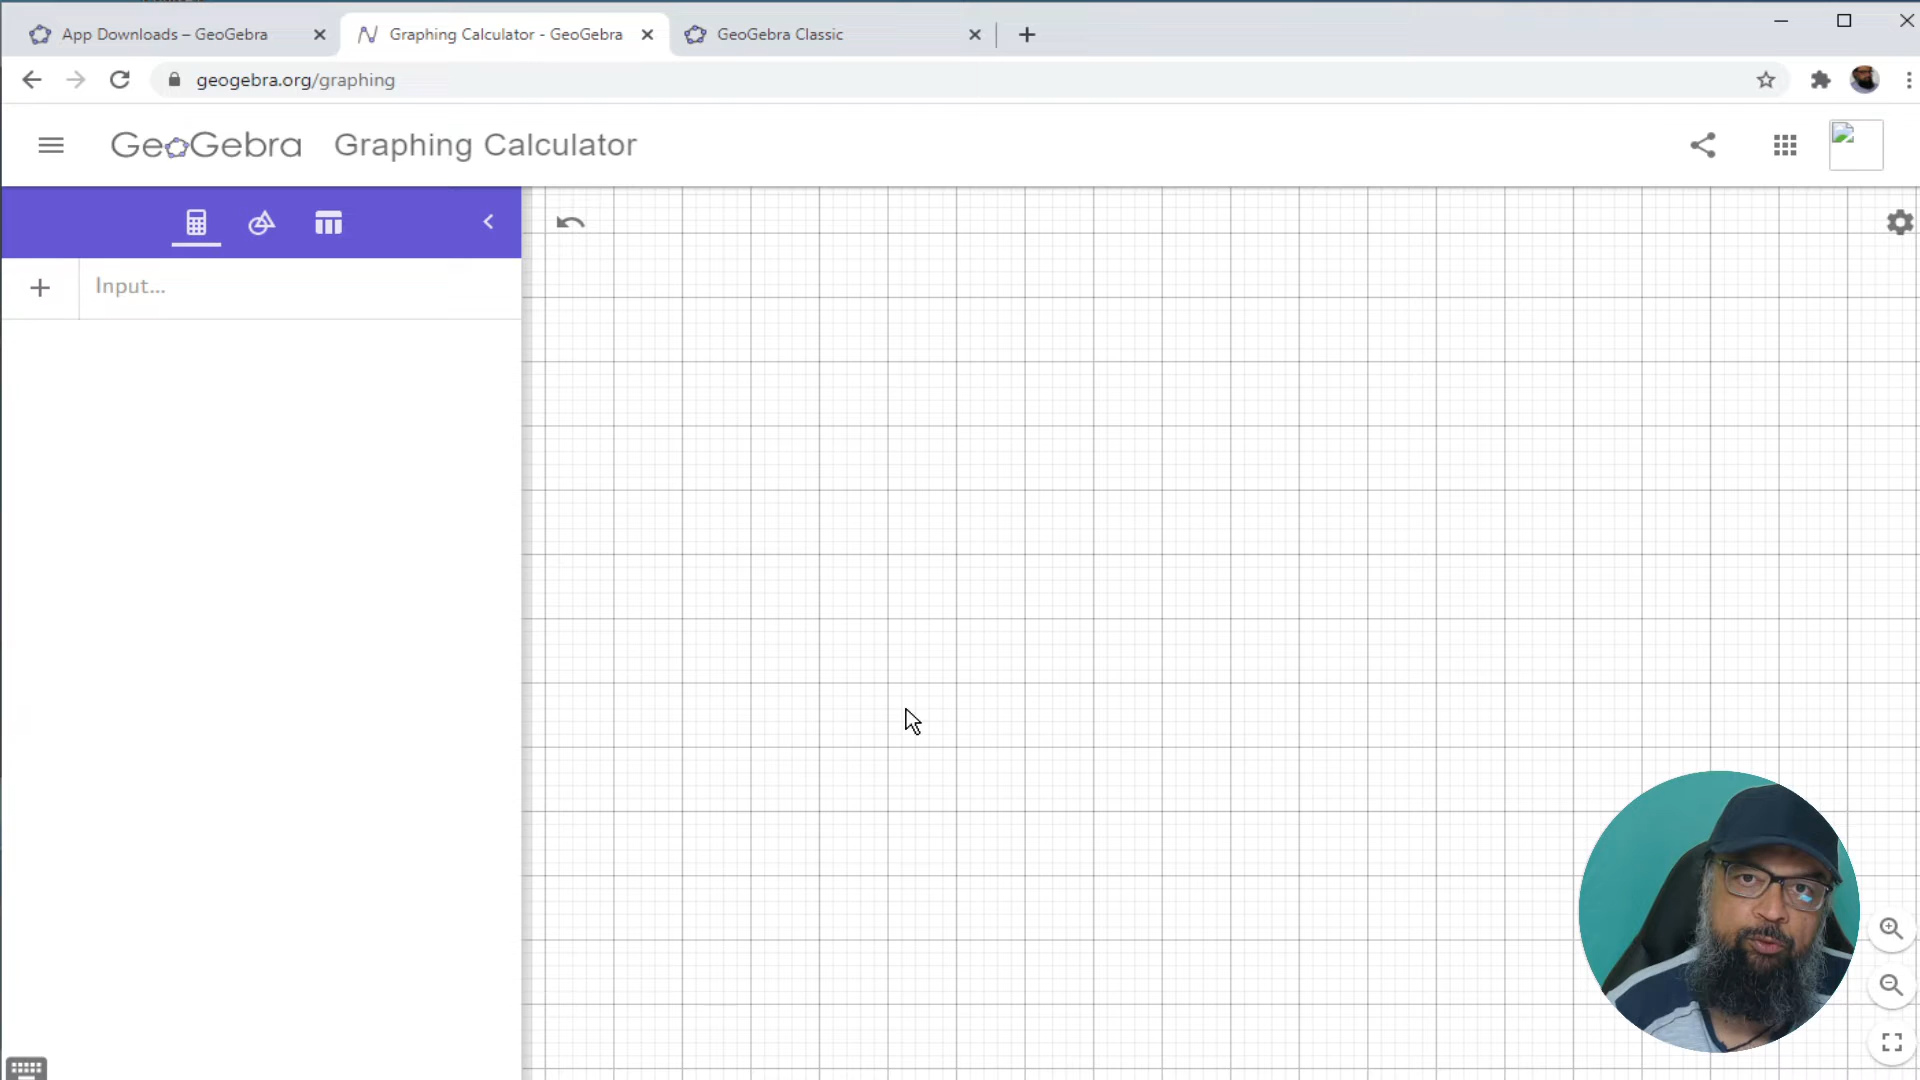 App Downloads – GeoGebra
Graphing Calculator - GeoGebra
GeoGebra Classic
geogebra.org/graphing
GeoGebra Graphing Calculator
Input...